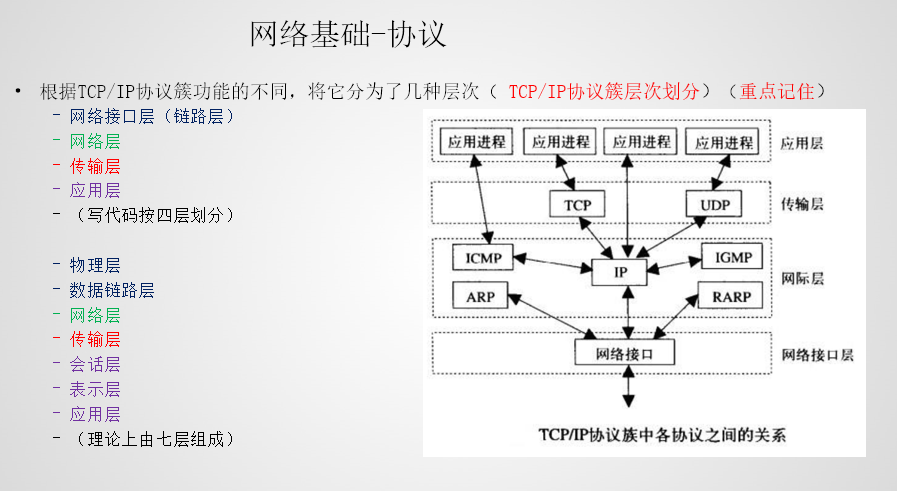 网络基础-协议
• 根据TCP/IP协议簇功能的不同，将它分为了几种层次（ TCP/IP协议簇层次划分）（重点记住）
- 网络接口层（链路层）
- 网络层
- 传输层
- 应用层
- （写代码按四层划分）
- 物理层
- 数据链路层
- 网络层
- 传输层
- 会话层
- 表示层
- 应用层
- （理论上由七层组成）
应用进程 应用进程 应用进程 应用进程 应用层
TCP UDP 传输层
ICMP IP IGMP 网际层
ARP RARP
网络接口 网络接口层
TCP/IP协议族中各协议之间的关系